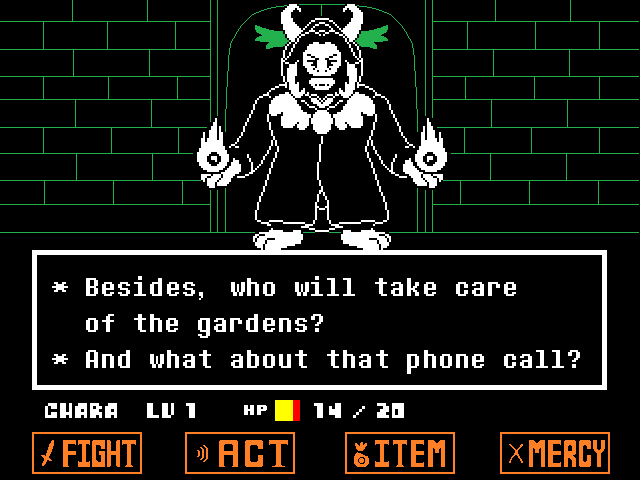 * Besides, who will take care
of the gardens?
* And what about that phone call?
CHARA LV 1 HP 14 / 20
FIGHT ACT ITEM MERCY